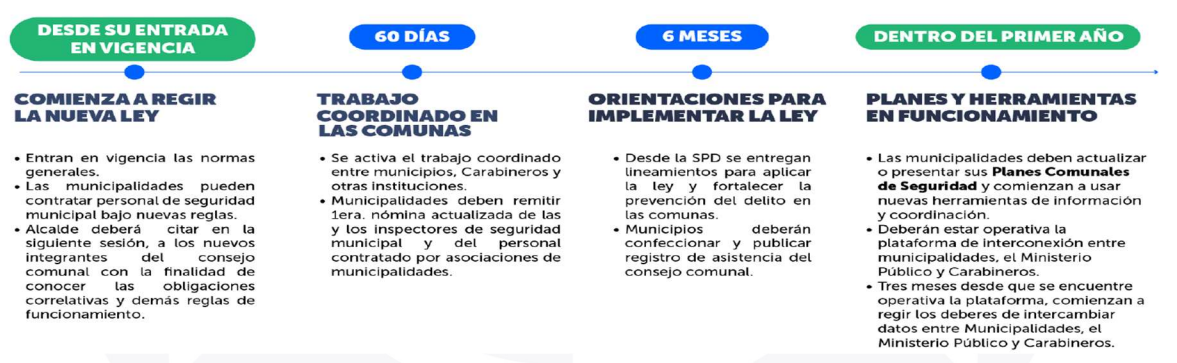 DESDE SU ENTRADA
EN VIGENCIA
COMIENZA A REGIR
LA NUEVA LEY
• Entran en vigencia las normas
generales.
• Las municipalidades pueden
contratar personal de seguridad
municipal bajo nuevas reglas.
• Alcalde deberá citar en la
siguiente sesión, a los nuevos
integrantes del consejo
comunal con la finalidad de
conocer las obligaciones
correlativas y demás reglas de
funcionamiento.
60 DÍAS
TRABAJO
COORDINADO EN
LAS COMUNAS
• Se activa el trabajo coordinado
entre municipios, Carabineros y
otras instituciones.
• Municipalidades deben remitir
1era. nómina actualizada de las
y los inspectores de seguridad
municipal y del personal
contratado por asociaciones de
municipalidades.
6 MESES
ORIENTACIONES PARA
IMPLEMENTAR LA LEY
• Desde la SPD se entregan
lineamientos para aplicar
la ley y fortalecer la
prevención del delito en
las comunas.
• Municipios deberán
confeccionar y publicar
registro de asistencia del
consejo comunal.
DENTRO DEL PRIMER AÑO
PLANES Y HERRAMIENTAS
EN FUNCIONAMIENTO
• Las municipalidades deben actualizar
o presentar sus Planes Comunales
de Seguridad y comienzan a usar
nuevas herramientas de información
y coordinación.
• Deberán estar operativa la
plataforma de interconexión entre
municipalidades, el Ministerio
Público y Carabineros.
• Tres meses desde que se encuentre
operativa la plataforma, comienzan a
regir los deberes de intercambiar
datos entre Municipalidades, el
Ministerio Público y Carabineros.